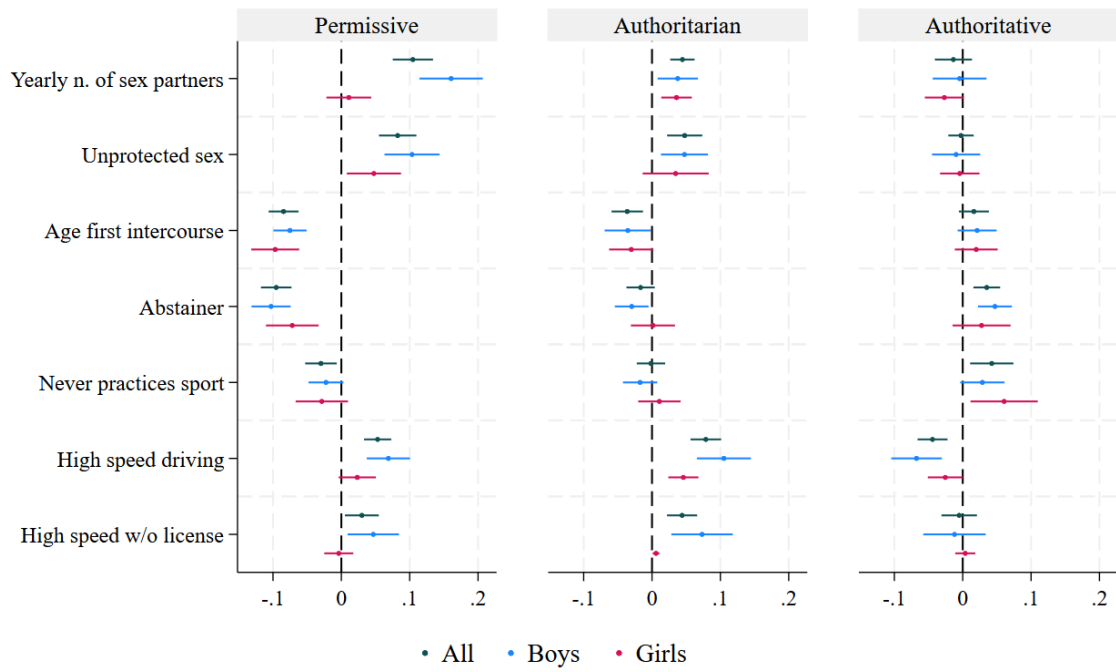 Permissive Authoritarian Authoritative
Yearly n. of sex partners
Unprotected sex
Age first intercourse
Abstainer
Never practices sport
High speed driving
High speed w/o license
-.1 0 .1 .2 -.1 0 .1 .2 -.1 0 .1 .2
All Boys Girls